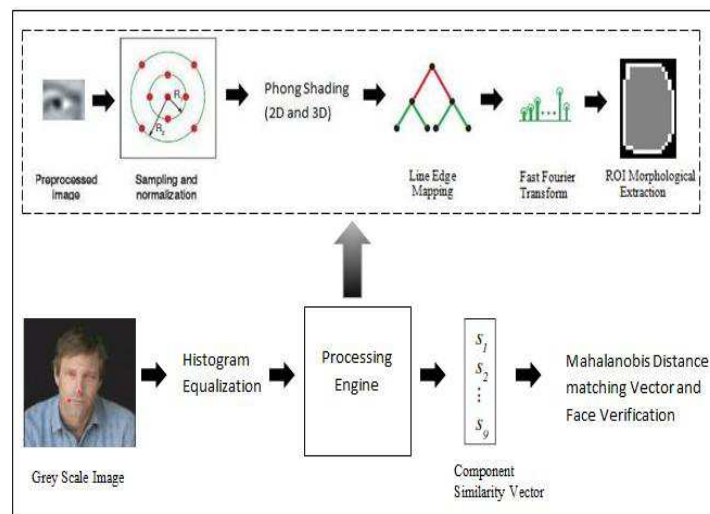 Preprocessed
image
R1
R2
Sampling and
normalization
Phong Shading
(2D and 3D)
Line Edge
Mapping
Fast Fourier
Transform
ROI Morphological
Extraction
Grey Scale Image
Histogram
Equalization
Processing
Engine
s1
s2
⋮
s9
Component
Similarity Vector
Mahalanobis Distance
matching Vector and
Face Verification